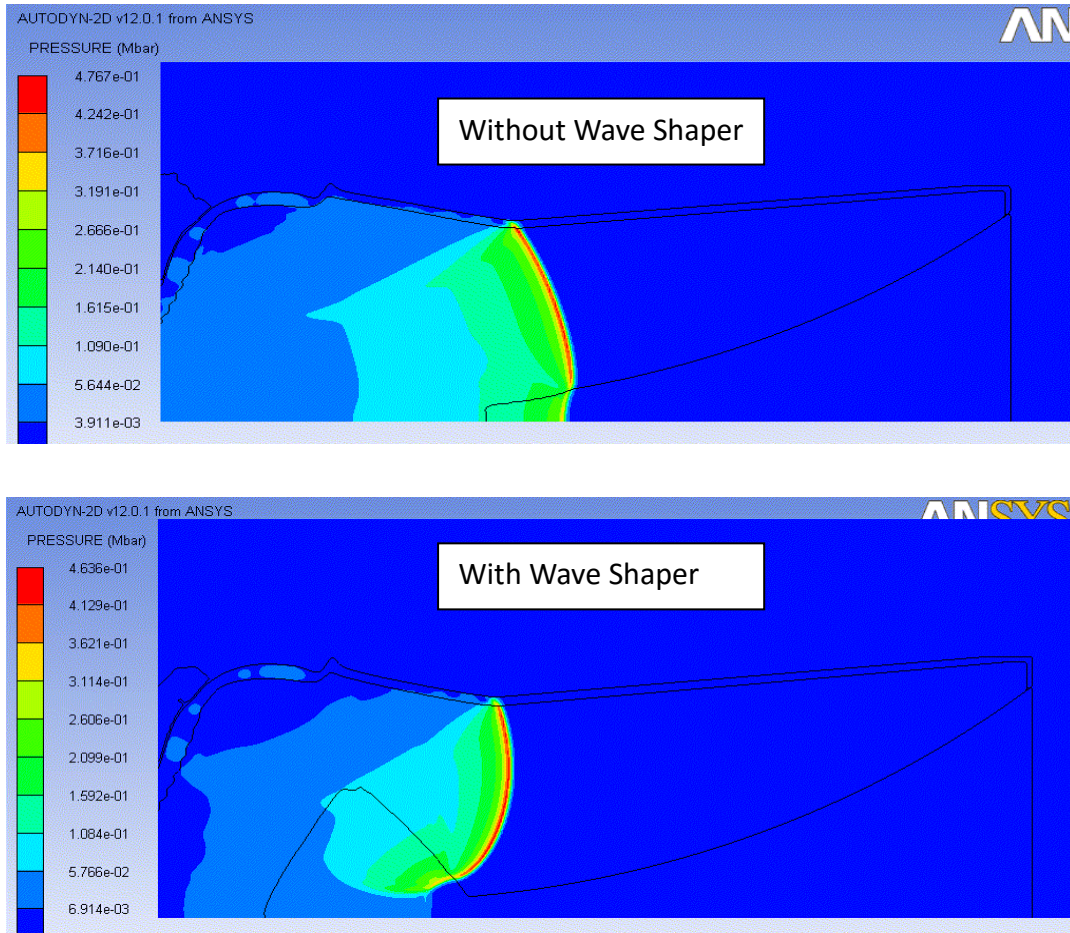 AUTODYN-2D v12.0.1 from ANSYS
AN
PRESSURE (Mbar)
4.767e-01
4.242e-01
3.716e-01
3.191e-01
2.666e-01
2.140e-01
1.615e-01
1.090e-01
5.644e-02
3.911e-03
Without Wave Shaper
AUTODYN-2D v12.0.1 from ANSYS
ANSYS
PRESSURE (Mbar)
4.636e-01
4.129e-01
3.621e-01
3.114e-01
2.606e-01
2.099e-01
1.592e-01
1.084e-01
5.766e-02
6.914e-03
With Wave Shaper